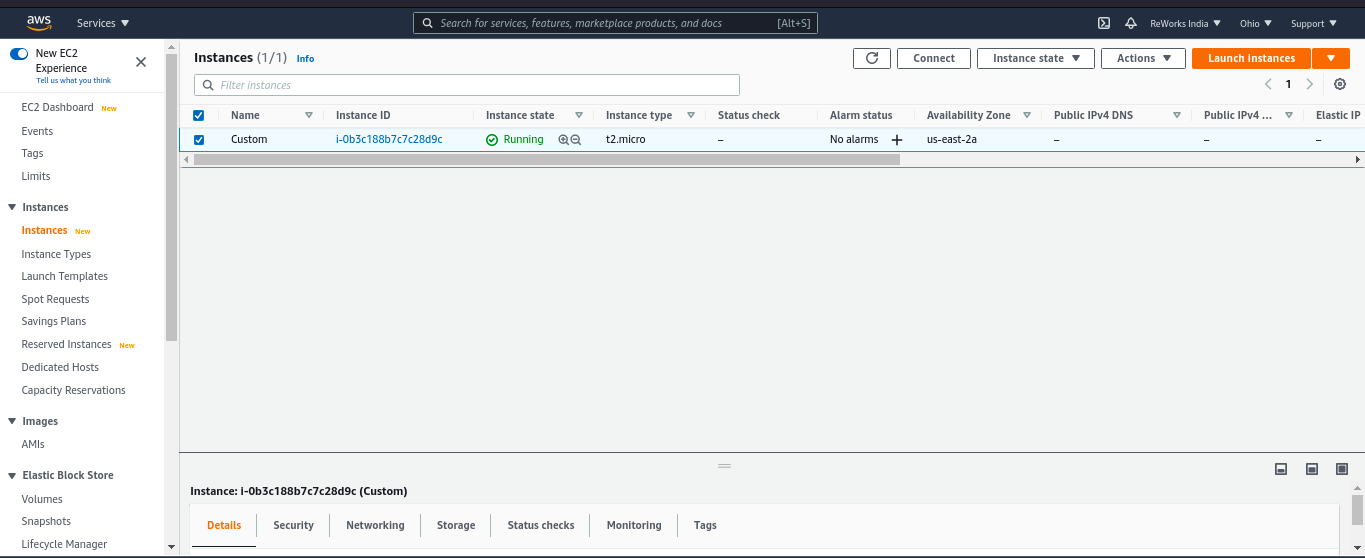 aws Services Search for services, features, marketplace products, and docs [Alt+S] ReWorks India Ohio Support
New EC2
Experience
Tell us what you think
EC2 Dashboard New
Events
Tags
Limits
Instances
Instances New
Instance Types
Launch Templates
Spot Requests
Savings Plans
Reserved Instances New
Dedicated Hosts
Capacity Reservations
Images
AMIs
Elastic Block Store
Volumes
Snapshots
Lifecycle Manager
Instances (1/1) Info Connect Instance state Actions Launch Instances
Filter instances 1
Name Instance ID Instance state Instance type Status check Alarm status Availability Zone Public IPv4 DNS Public IPv4 ... Elastic IP
Custom i-0b3c188b7c7c28d9c Running t2.micro – No alarms + us-east-2a – – –
Instance: i-0b3c188b7c7c28d9c (Custom)
Details Security Networking Storage Status checks Monitoring Tags